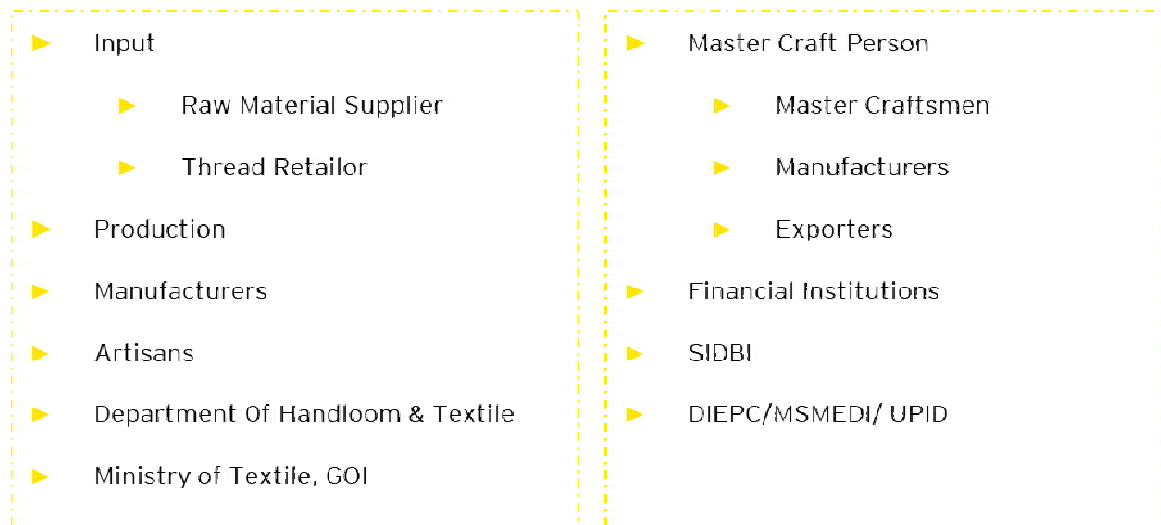 Input
Raw Material Supplier
Thread Retailor
Production
Manufacturers
Artisans
Department Of Handloom & Textile
Ministry of Textile, GOI
Master Craft Person
Master Craftsmen
Manufacturers
Exporters
Financial Institutions
SIDBI
DIEPC/MSMEDI/ UPID